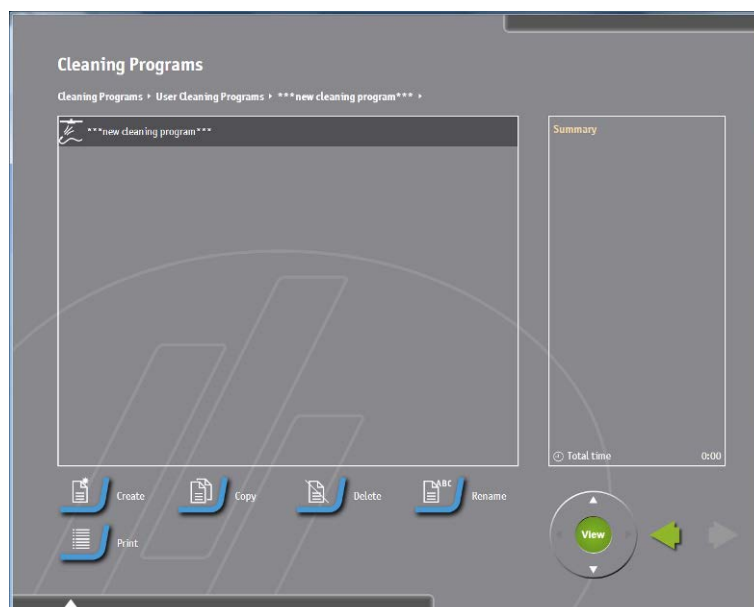 Cleaning Programs
Cleaning Programs ‣ User Cleaning Programs ‣ ***new cleaning program*** ‣
***new cleaning program***
Summary
Total time 0:00
Create
Copy
Delete
ABC
Rename
Print
View